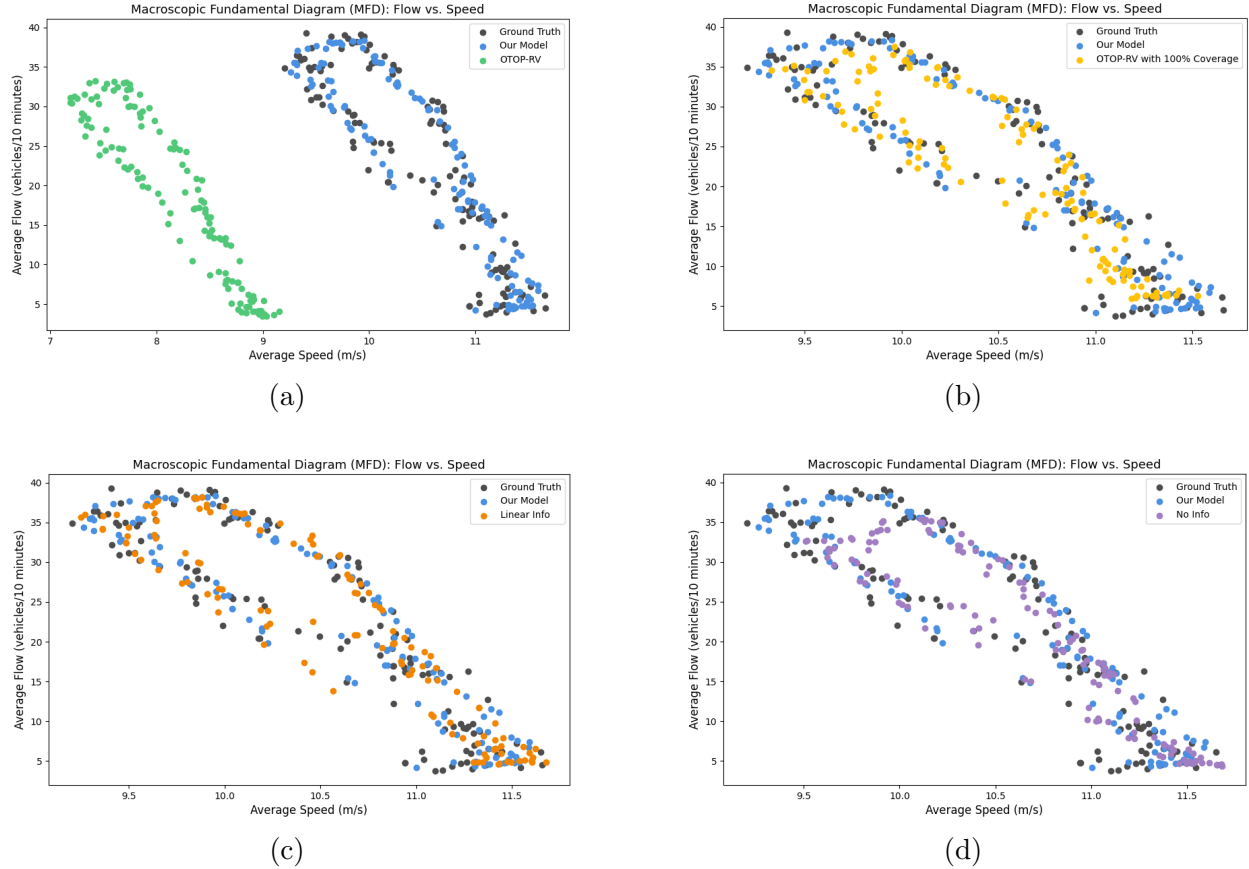 Macroscopic Fundamental Diagram (MFD): Flow vs. Speed
Average Flow (vehicles/10 minutes)
40
35
30
25
20
15
10
5
Ground Truth
Our Model
OTOP-RV
7
8
9
10
11
Average Speed (m/s)
(a)
Macroscopic Fundamental Diagram (MFD): Flow vs. Speed
Average Flow (vehicles/10 minutes)
40
35
30
25
20
15
10
5
Ground Truth
Our Model
OTOP-RV with 100% Coverage
9.5
10.0
10.5
11.0
11.5
Average Speed (m/s)
(b)
Macroscopic Fundamental Diagram (MFD): Flow vs. Speed
Average Flow (vehicles/10 minutes)
40
35
30
25
20
15
10
5
Ground Truth
Our Model
Linear Info
9.5
10.0
10.5
11.0
11.5
Average Speed (m/s)
(c)
Macroscopic Fundamental Diagram (MFD): Flow vs. Speed
Average Flow (vehicles/10 minutes)
40
35
30
25
20
15
10
5
Ground Truth
Our Model
No Info
9.5
10.0
10.5
11.0
11.5
Average Speed (m/s)
(d)